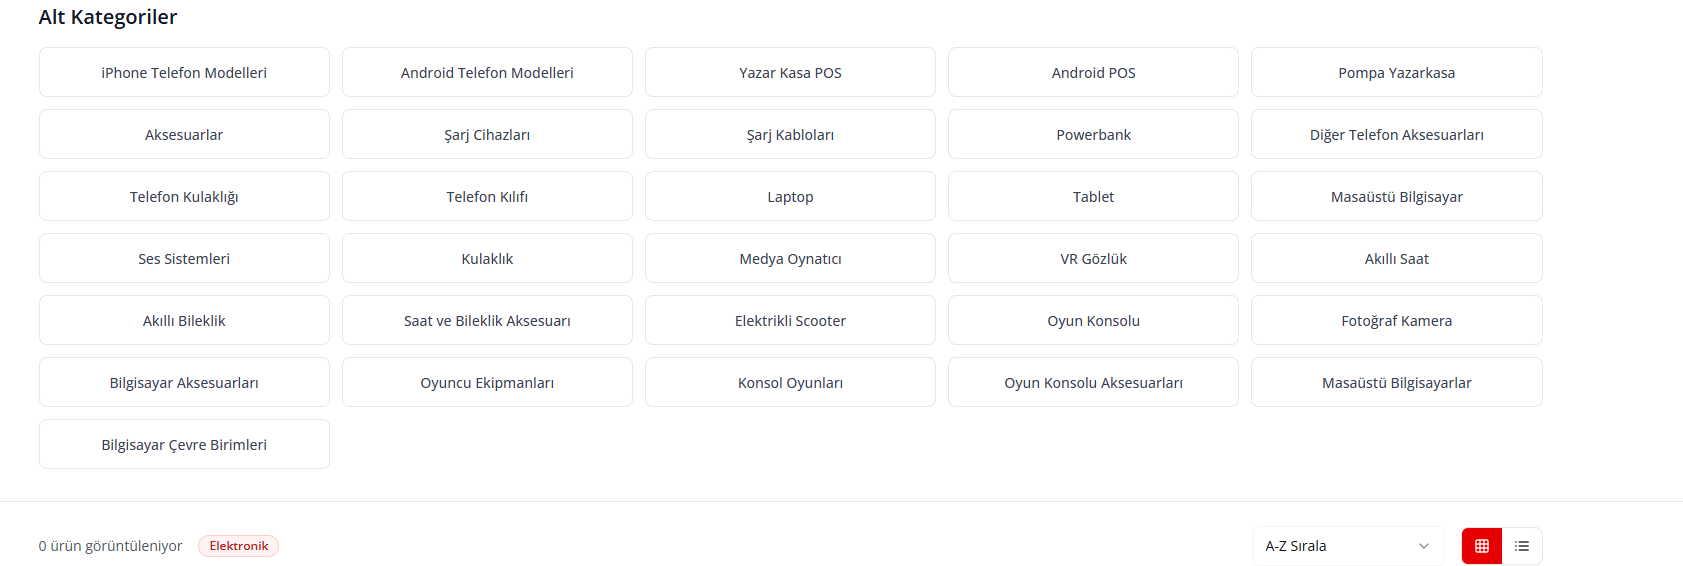 Alt Kategoriler
iPhone Telefon Modelleri
Android Telefon Modelleri
Yazar Kasa POS
Android POS
Pompa Yazarkasa
Aksesuarlar
Şarj Cihazları
Şarj Kabloları
Powerbank
Diğer Telefon Aksesuarları
Telefon Kulaklığı
Telefon Kılıfı
Laptop
Tablet
Masaüstü Bilgisayar
Ses Sistemleri
Kulaklık
Medya Oynatıcı
VR Gözlük
Akıllı Saat
Akıllı Bileklik
Saat ve Bileklik Aksesuarı
Elektrikli Scooter
Oyun Konsolu
Fotoğraf Kamera
Bilgisayar Aksesuarları
Oyuncu Ekipmanları
Konsol Oyunları
Oyun Konsolu Aksesuarları
Masaüstü Bilgisayarlar
Bilgisayar Çevre Birimleri
0 ürün görüntüleniyor
Elektronik
A-Z Sırala